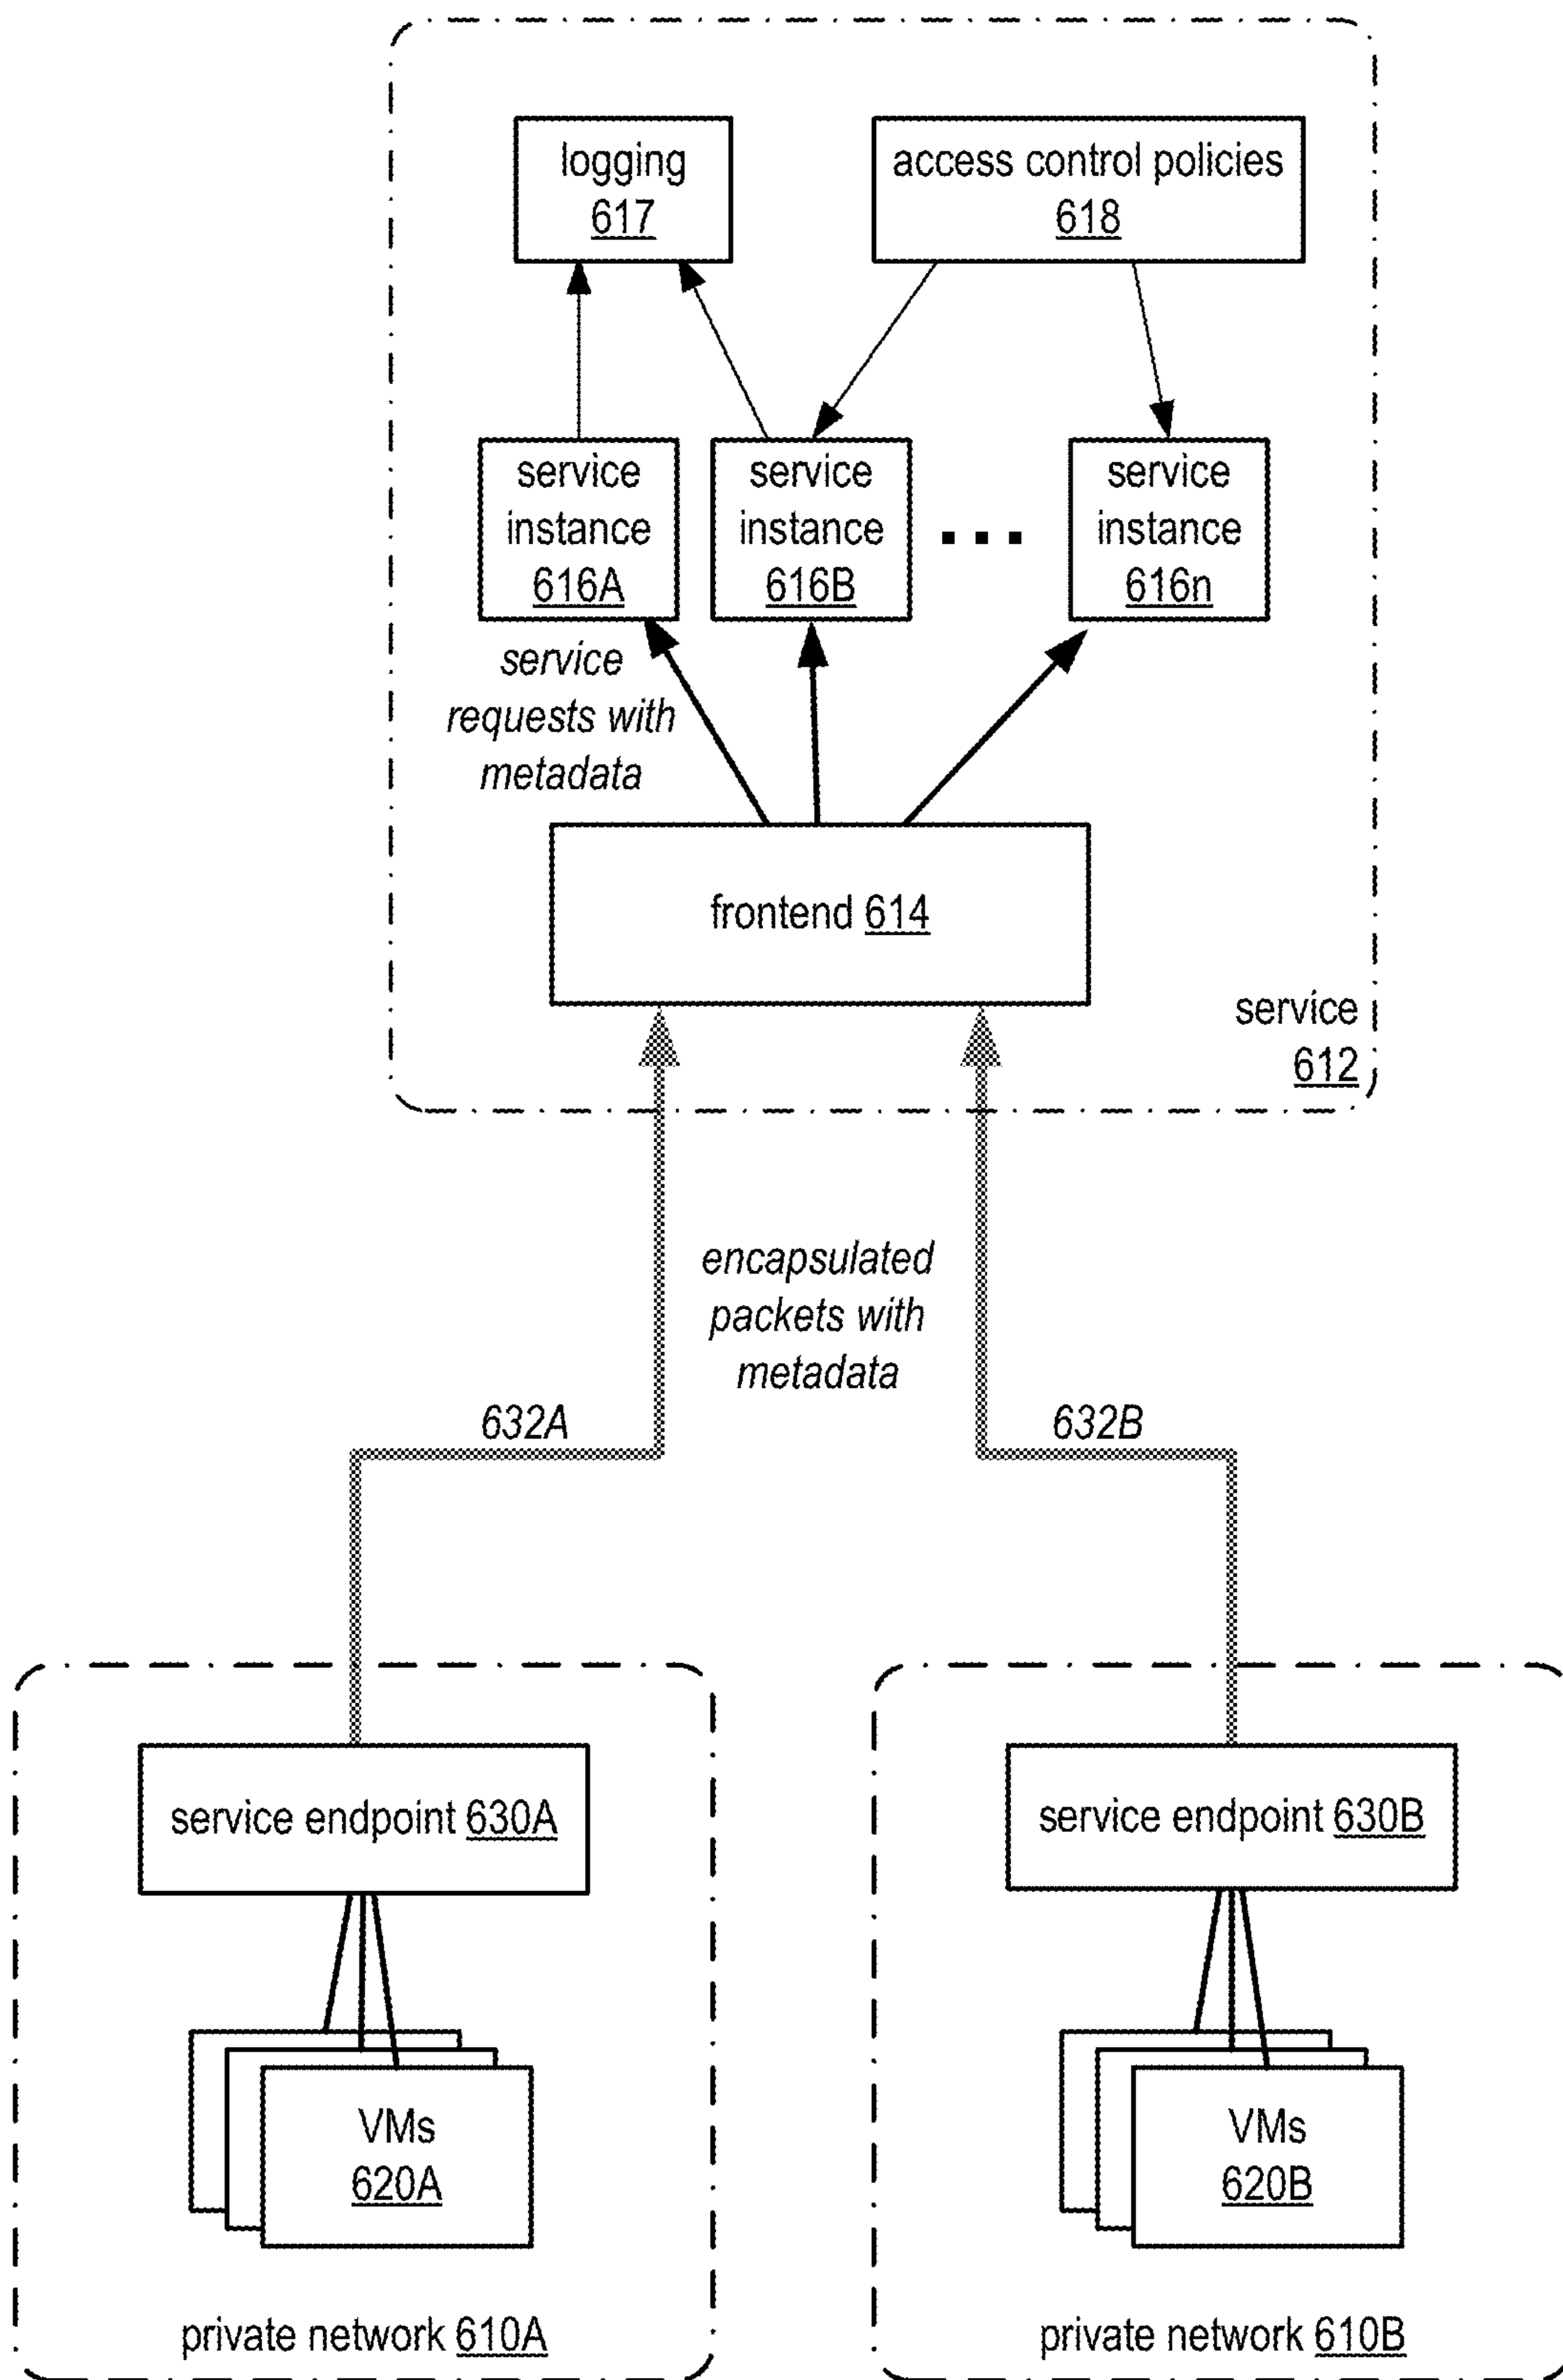 logging
617
access control policies
618
service
instance
616A
service
instance
616B
...
service
instance
616n
service
requests with
metadata
frontend 614
service
612
encapsulated
packets with
metadata
632A
632B
service endpoint 630A
service endpoint 630B
VMs
620A
VMs
620B
private network 610A
private network 610B